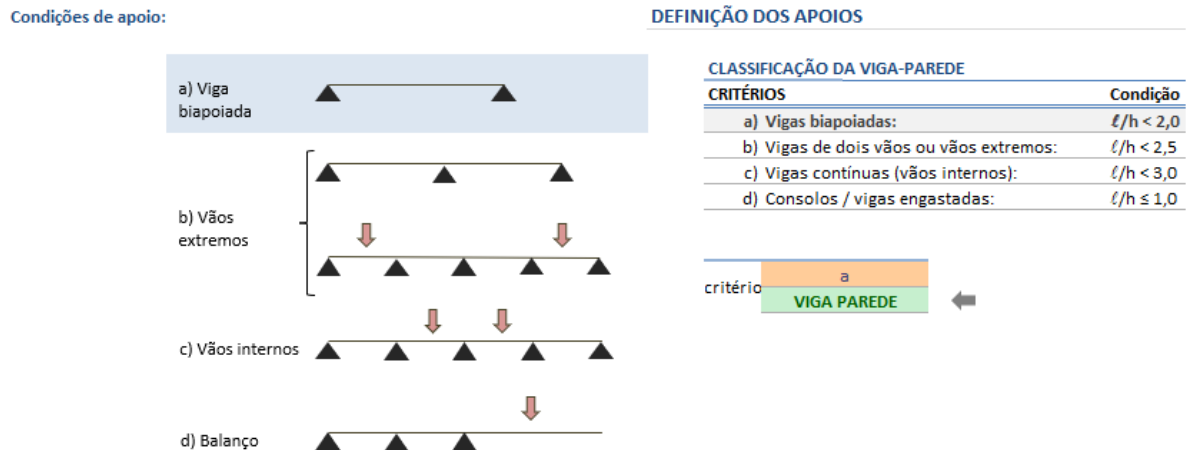 Condições de apoio:
a) Viga
biapoiada
b) Vãos
extremos
c) Vãos internos
d) Balanço
DEFINIÇÃO DOS APOIOS
CLASSIFICAÇÃO DA VIGA-PAREDE
CRITÉRIOS Condição
a) Vigas biapoiadas: ℓ/h < 2,0
b) Vigas de dois vãos ou vãos extremos: ℓ/h < 2,5
c) Vigas contínuas (vãos internos): ℓ/h < 3,0
d) Consolos / vigas engastadas: ℓ/h ≤ 1,0
critério a
VIGA PAREDE